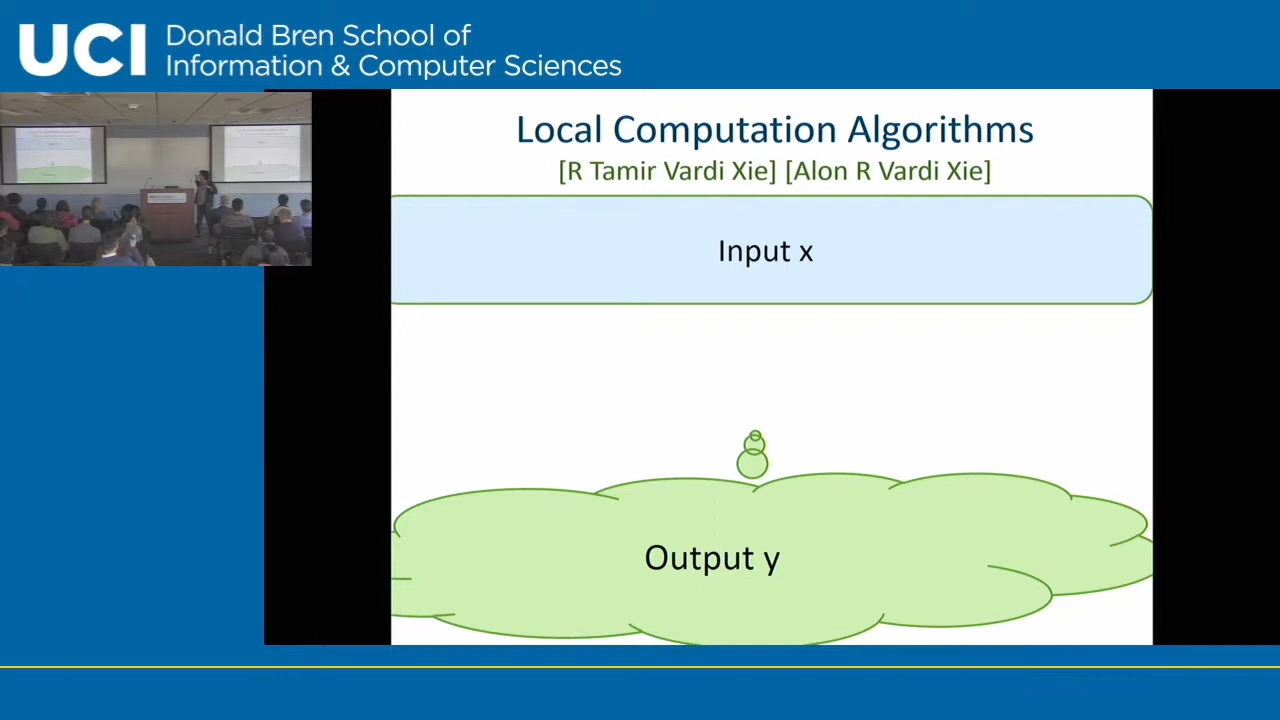 UCI
Donald Bren School of
Information & Computer Sciences
Local Computation Algorithms
[R Tamir Vardi Xie] [Alon R Vardi Xie]
Input x
Output y